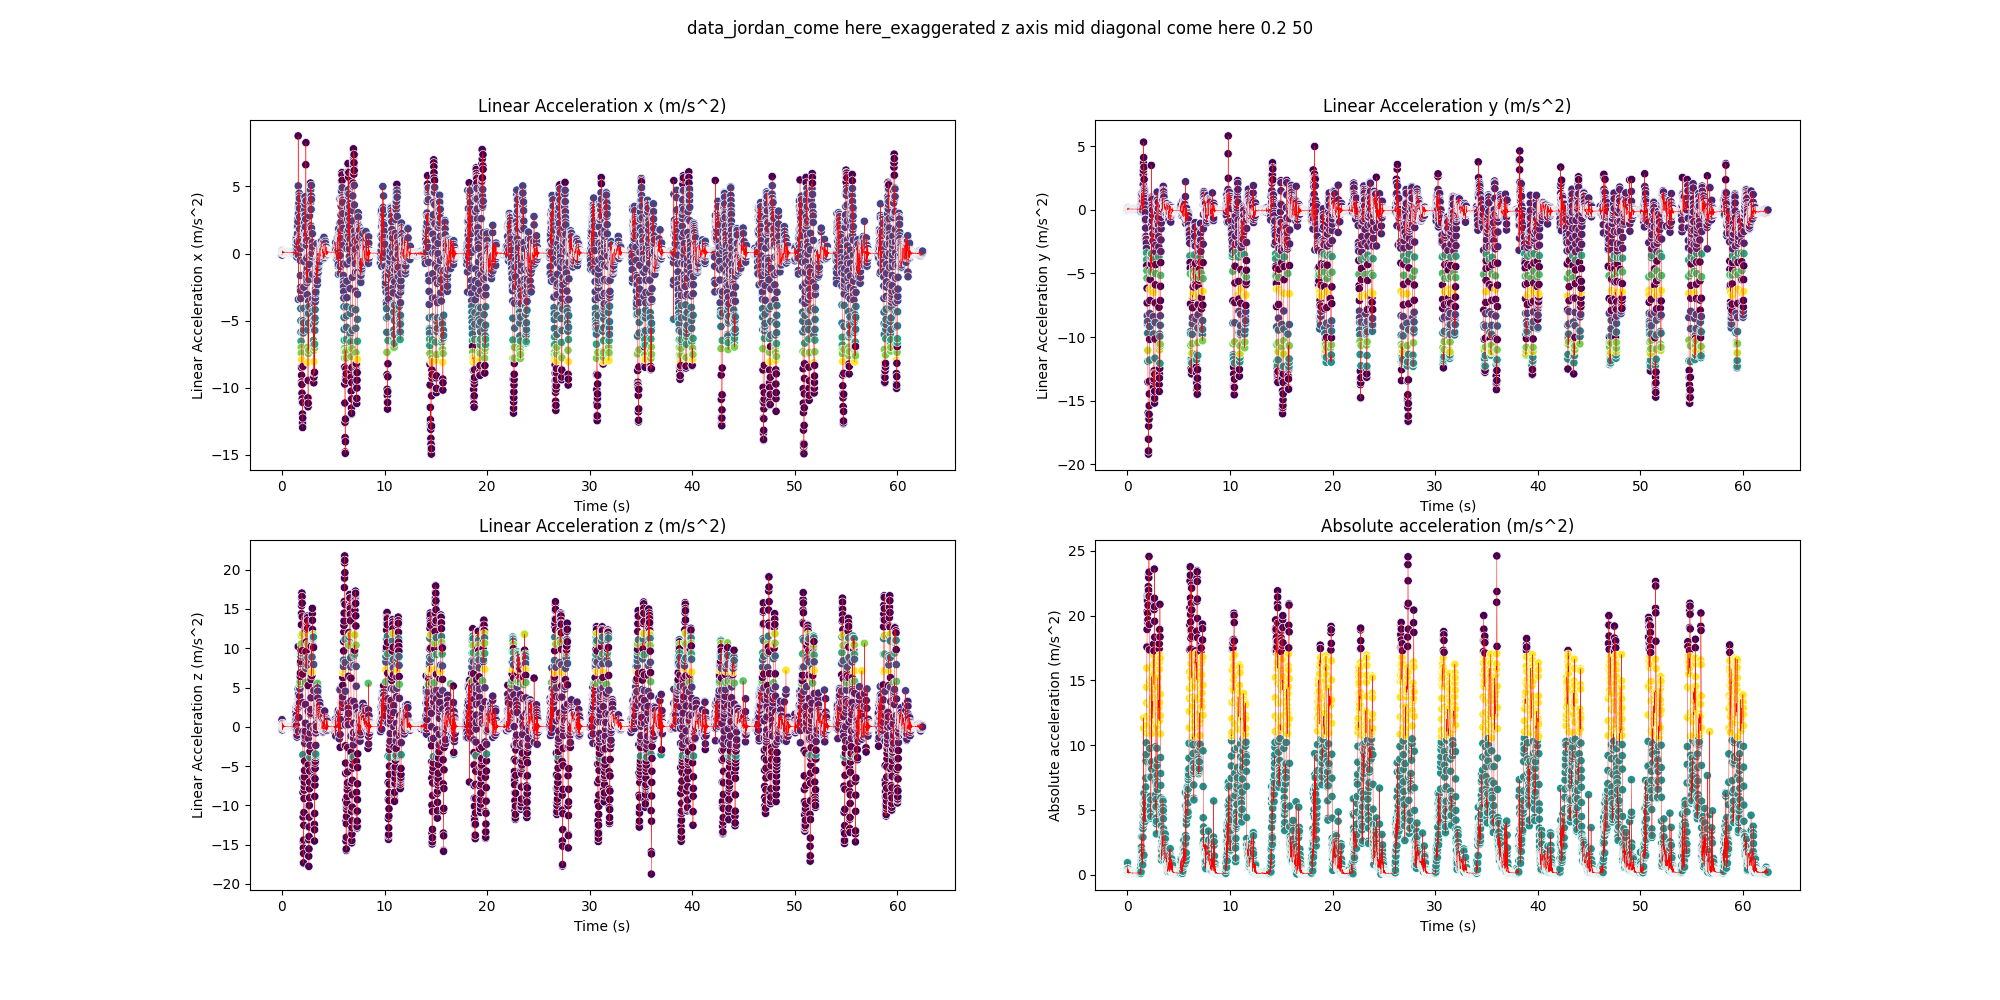 data_jordan_come here_exaggerated z axis mid diagonal come here 0.2 50
Linear Acceleration x (m/s^2)
Linear Acceleration x (m/s^2)
5
0
−5
−10
−15
0 10 20 30 40 50 60
Time (s)
Linear Acceleration y (m/s^2)
Linear Acceleration y (m/s^2)
5
0
−5
−10
−15
−20
0 10 20 30 40 50 60
Time (s)
Linear Acceleration z (m/s^2)
Linear Acceleration z (m/s^2)
20
15
10
5
0
−5
−10
−15
−20
0 10 20 30 40 50 60
Time (s)
Absolute acceleration (m/s^2)
Absolute acceleration (m/s^2)
25
20
15
10
5
0
0 10 20 30 40 50 60
Time (s)